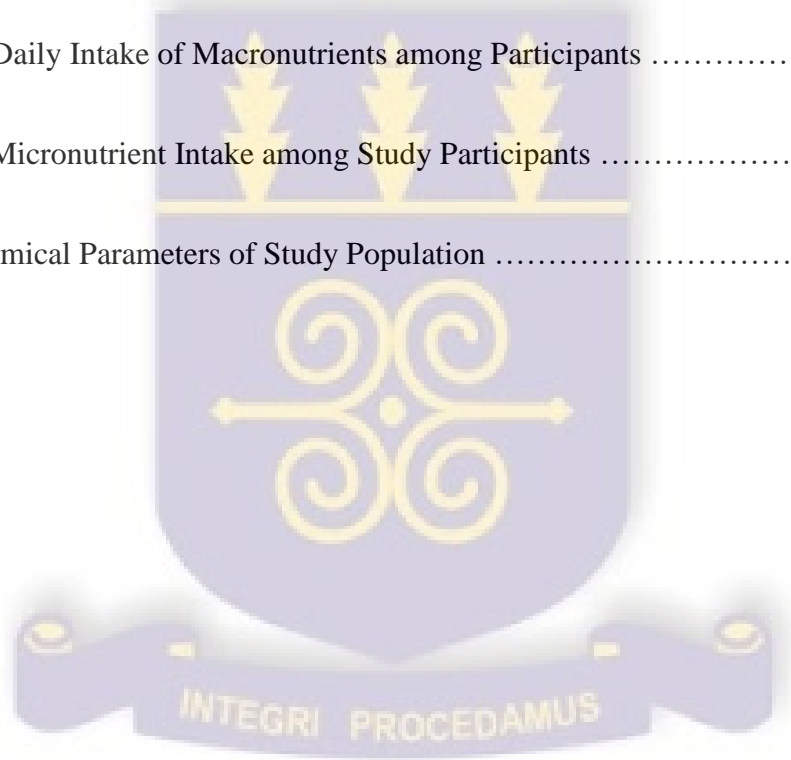 Daily Intake of Macronutrients among Participants ……………
Micronutrient Intake among Study Participants …………………
mical Parameters of Study Population ……………………………
INTEGRI PROCEDAMUS